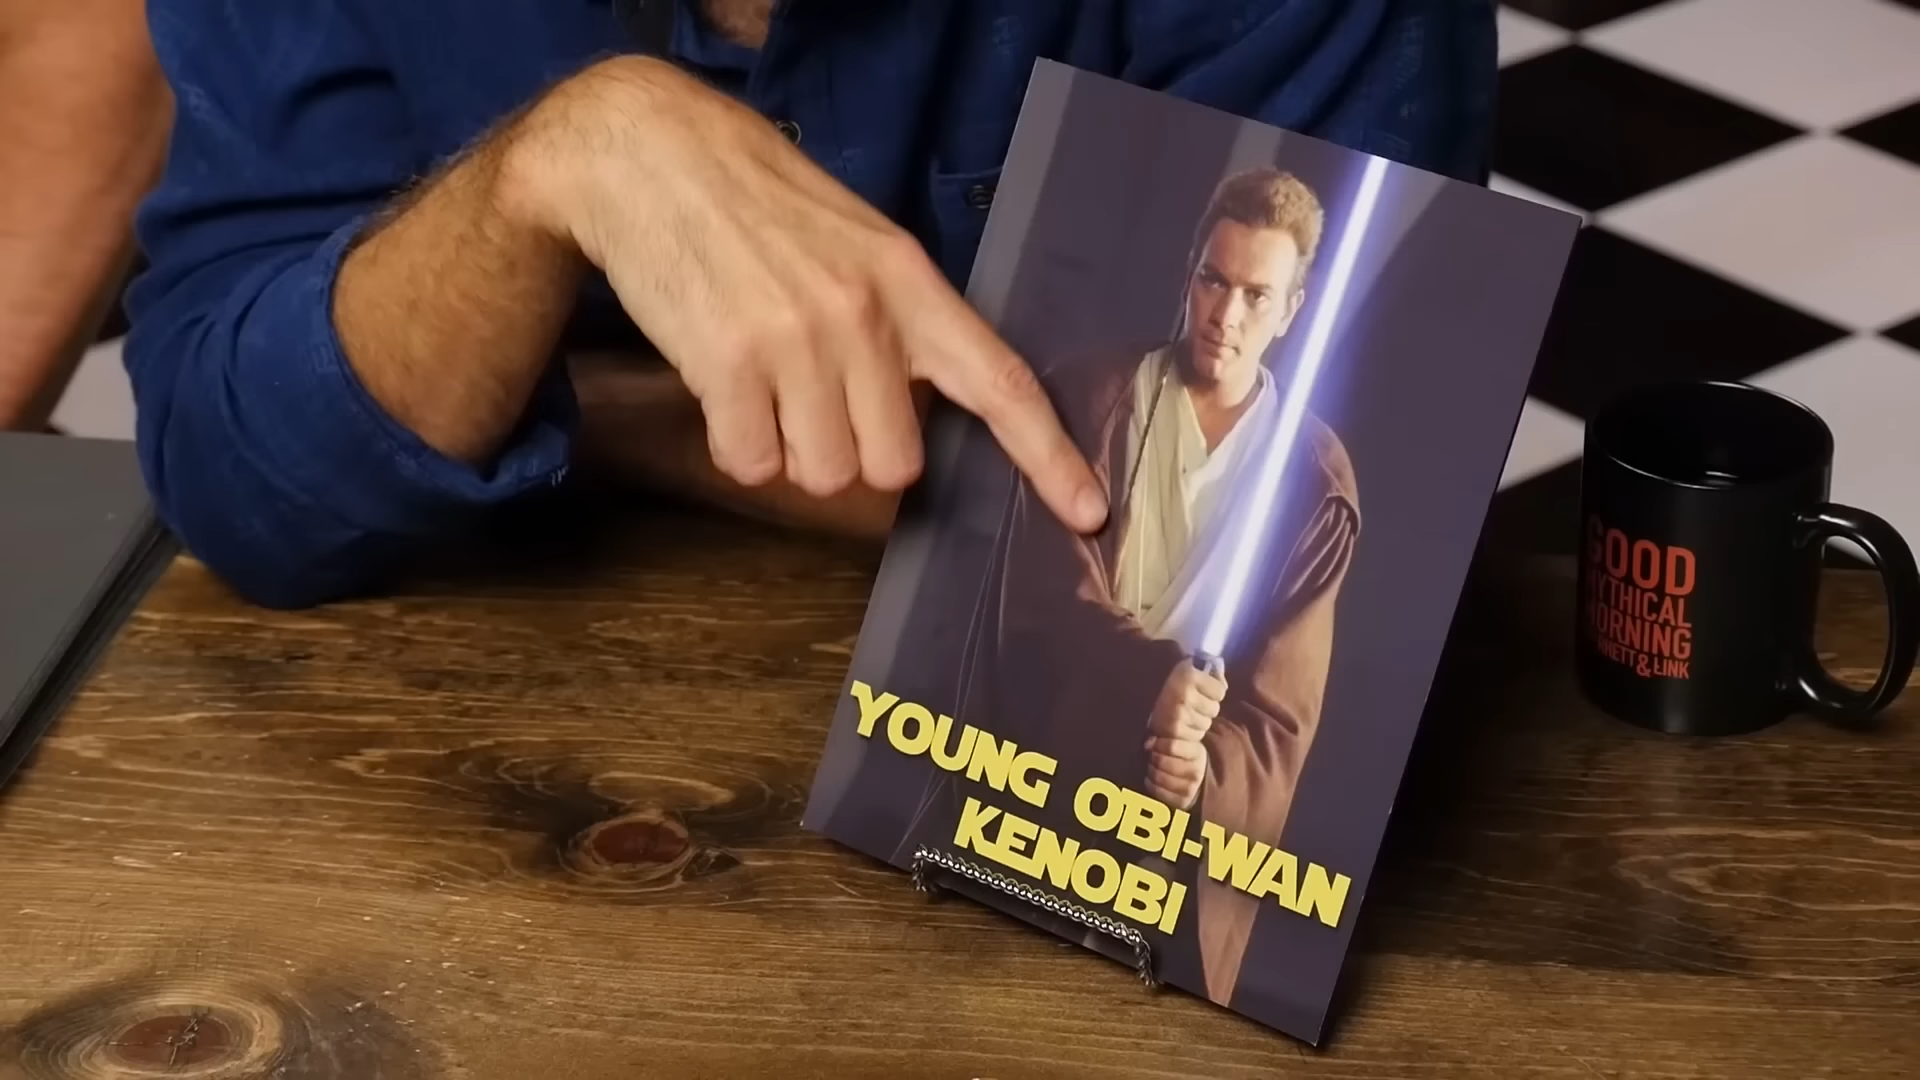 YOUNG OBI-WAN
KENOBI
GOOD
MYTHICAL
MORNING
RHETT & LINK